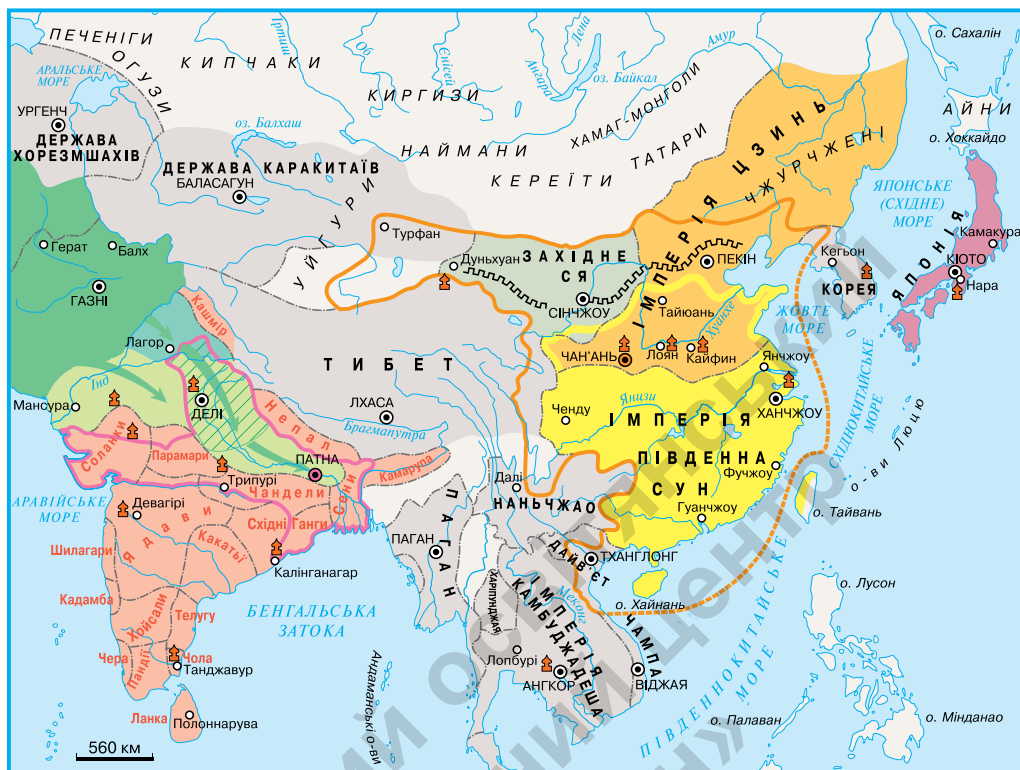 ПЕЧЕНІГИ
ОГУЗИ
КИПЧАКИ
Іртиш
Об
Єнісей
Ангара
Лена
оз. Байкал
Амур
о. Сахалін
АРАЛЬСЬКЕ
МОРЕ
КИРГИЗИ
ХАМАГ-МОНГОЛИ
АЙНИ
УРГЕНЧ
ДЕРЖАВА
ХОРЕЗМШАХІВ
оз. Балхаш
НАЙМАНИ
ТАТАРИ
КЕРЕЇТИ
о. Хоккайдо
ДЕРЖАВА КАРАКИТАЇВ
БАЛАСАГУН
УЙГУРИ
ІМПЕРІЯ ЦЗИНЬ
ЧЖУРЧЖЕНІ
ЯПОНСЬКЕ
(СХІДНЕ)
МОРЕ
ЯПОНІЯ
Камакура
КІОТО
Нара
Герат
Балх
ГАЗНІ
Турфан
Дуньхуан
ЗАХІДНЕ
СЯ
СІНЧЖОУ
ПЕКІН
Тайюань
Хуанхе
Кегьон
КОРЕЯ
ЖОВТЕ
МОРЕ
Кашмір
Лагор
Інд
Мансура
ДЕЛІ
ТИБЕТ
ЛХАСА
Брагмапутра
ЧАН'АНЬ
Лоян
Кайфин
Янчжоу
ХАНЧЖОУ
Ченду
Янизи
ІМПЕРІЯ
ПІВДЕННА
СУН
Фучжоу
Гуанчжоу
СХІДНОКИТАЙСЬКЕ
МОРЕ
о-ви Люцю
о. Тайвань
Соланки
Парамари
Непал
ПАТНА
Камарупа
Трипурі
Чандели
Сени
АРАВІЙСЬКЕ
МОРЕ
Девагірі
Ядави
Східні Ганги
Какатьї
Шилагари
Калінганагар
Кадамба
Хойсали
Телугу
Чера
Пандії
Чола
Танджавур
Ланка
Полоннарува
БЕНГАЛЬСЬКА
ЗАТОКА
Андаманські о-ви
ПАГАН
ПАГАН
Далі
НАНЬЧЖАО
ДАЙВ'ЄТ
ТХАНГЛОНГ
о. Хайнань
ХАРІПУНДЖАЯ
ІМПЕРІЯ
КАМБУДЖАДЕША
Меконг
ЧАМПА
Лопбурі
АНГКОР
ВІДЖАЯ
ПІВДЕННОКИТАЙСЬКЕ
МОРЕ
о. Лусон
о. Палаван
о. Мінданао
560 км